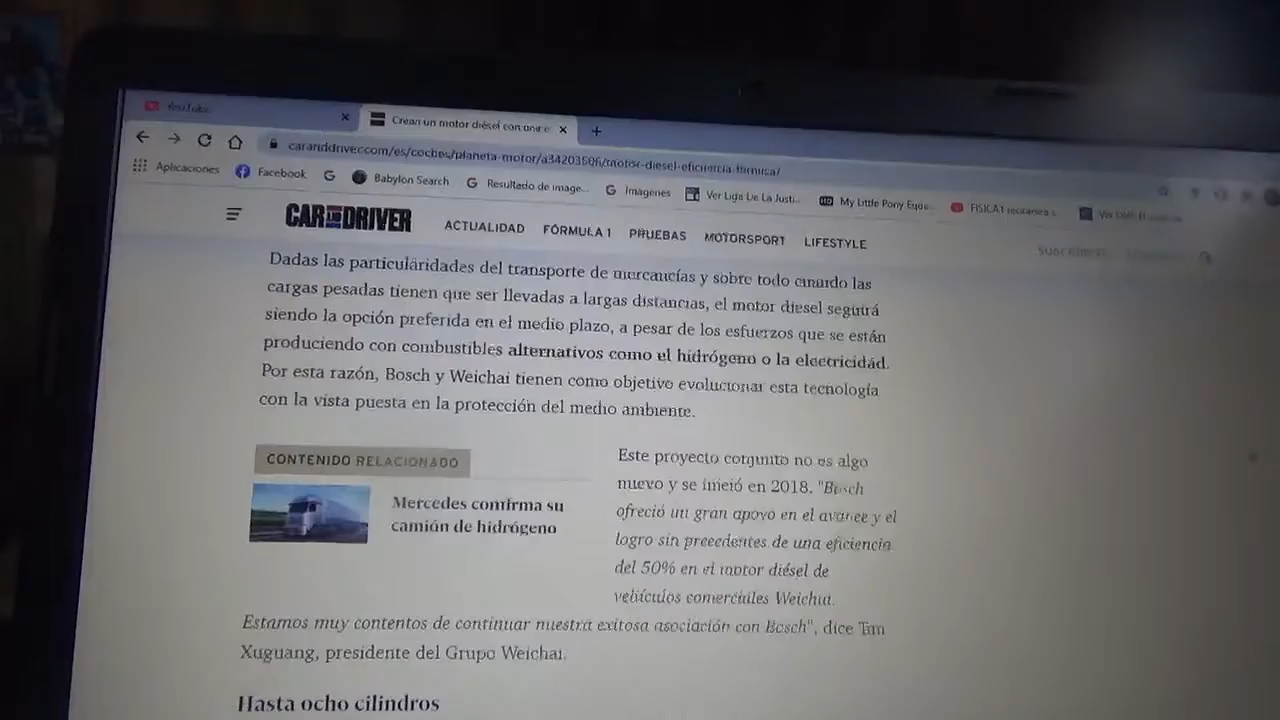 YouTube
Crean un motor diésel con una e
caranddriver.com/es/coches/planeta-motor/a34203506/motor-diesel-eficiencia-termica/
Aplicaciones Facebook Babylon Search Resultado de image... Imágenes Ver Liga De La Justi... My Little Pony Eque... FISICA1
CAR AND DRIVER ACTUALIDAD FÓRMULA 1 PRUEBAS MOTORSPORT LIFESTYLE
Dadas las particularidades del transporte de mercancías y sobre todo cuando las
cargas pesadas tienen que ser llevadas a largas distancias, el motor diesel seguirá
siendo la opción preferida en el medio plazo, a pesar de los esfuerzos que se están
produciendo con combustibles alternativos como el hidrógeno o la electricidad.
Por esta razón, Bosch y Weichai tienen como objetivo evolucionar esta tecnología
con la vista puesta en la protección del medio ambiente.
CONTENIDO RELACIONADO
Mercedes confirma su
camión de hidrógeno
Este proyecto conjunto no es algo
nuevo y se inició en 2018. "Bosch
ofreció un gran apoyo en el avance y el
logro sin precedentes de una eficiencia
del 50% en el motor diésel de
vehículos comerciales Weichai.
Estamos muy contentos de continuar nuestra exitosa asociación con Bosch", dice Tan
Xuguang, presidente del Grupo Weichai.
Hasta ocho cilindros